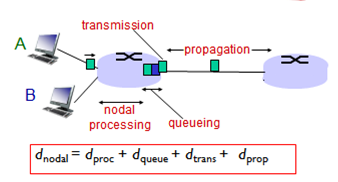 transmission
A
propagation
B
nodal
processing
queueing
dnodal = dproc + dqueue + dtrans + dprop